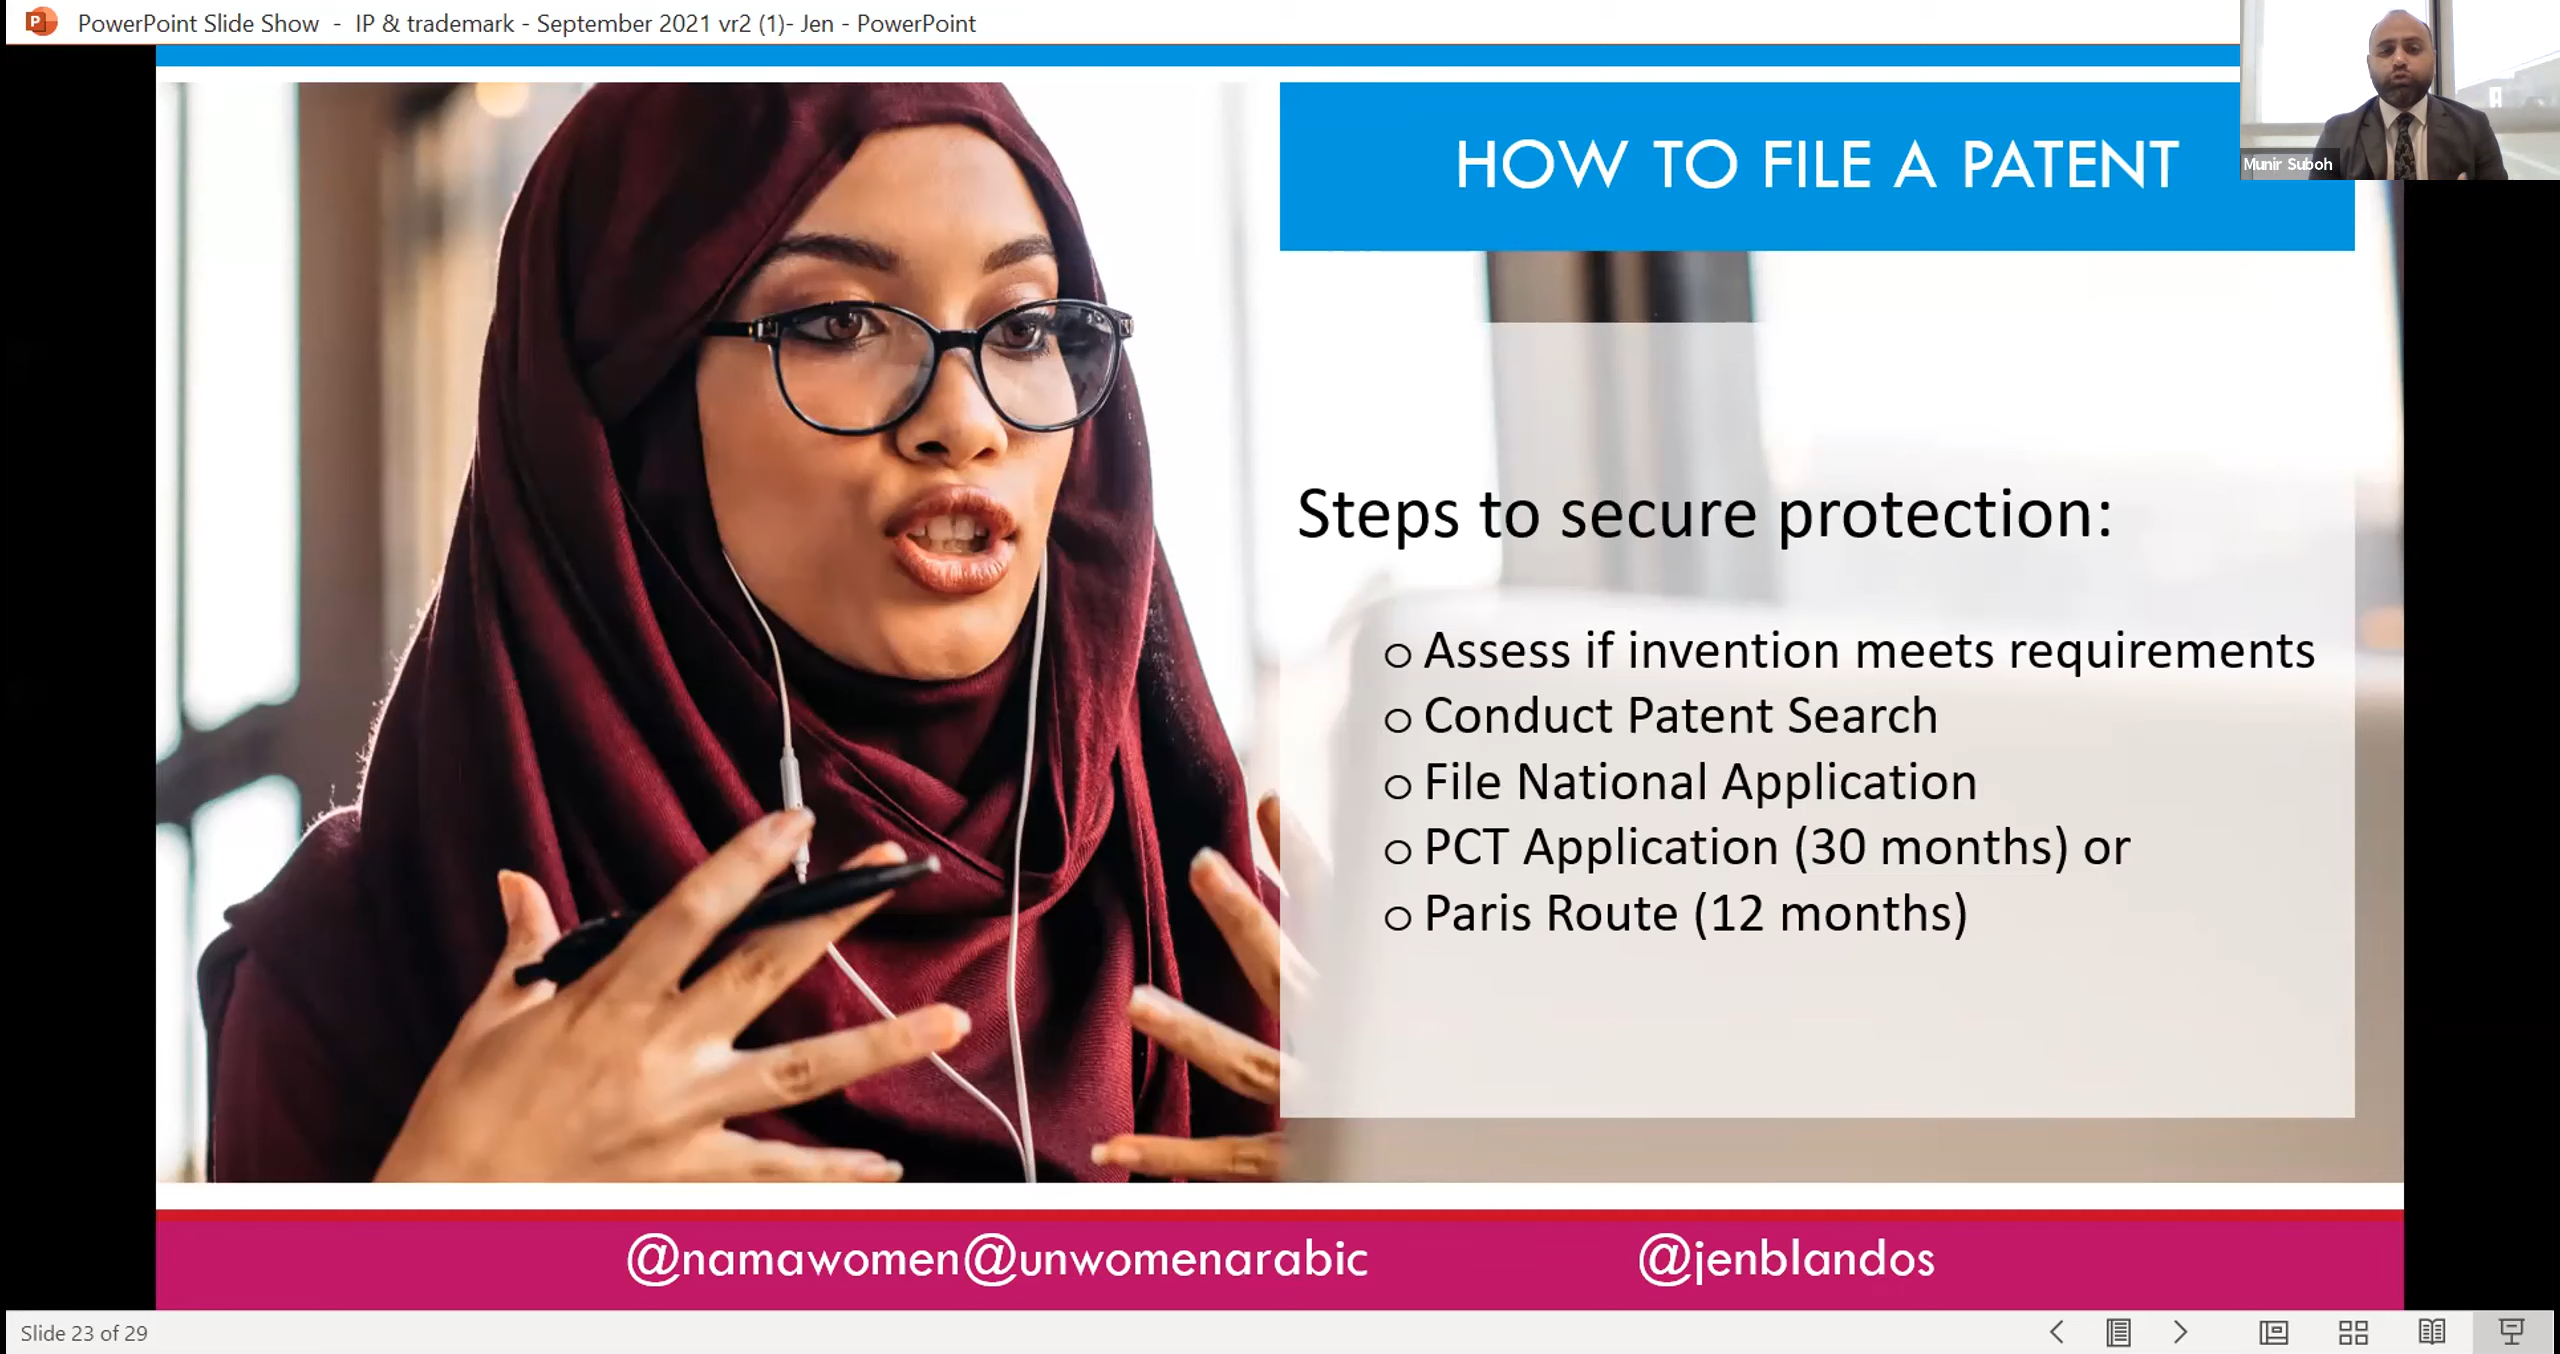 PowerPoint Slide Show - IP & trademark - September 2021 vr2 (1)- Jen - PowerPoint
Munir Suboh
HOW TO FILE A PATENT
Steps to secure protection:
o Assess if invention meets requirements
o Conduct Patent Search
o File National Application
o PCT Application (30 months) or
o Paris Route (12 months)
@namawomen@unwomenarabic @jenblandos
Slide 23 of 29